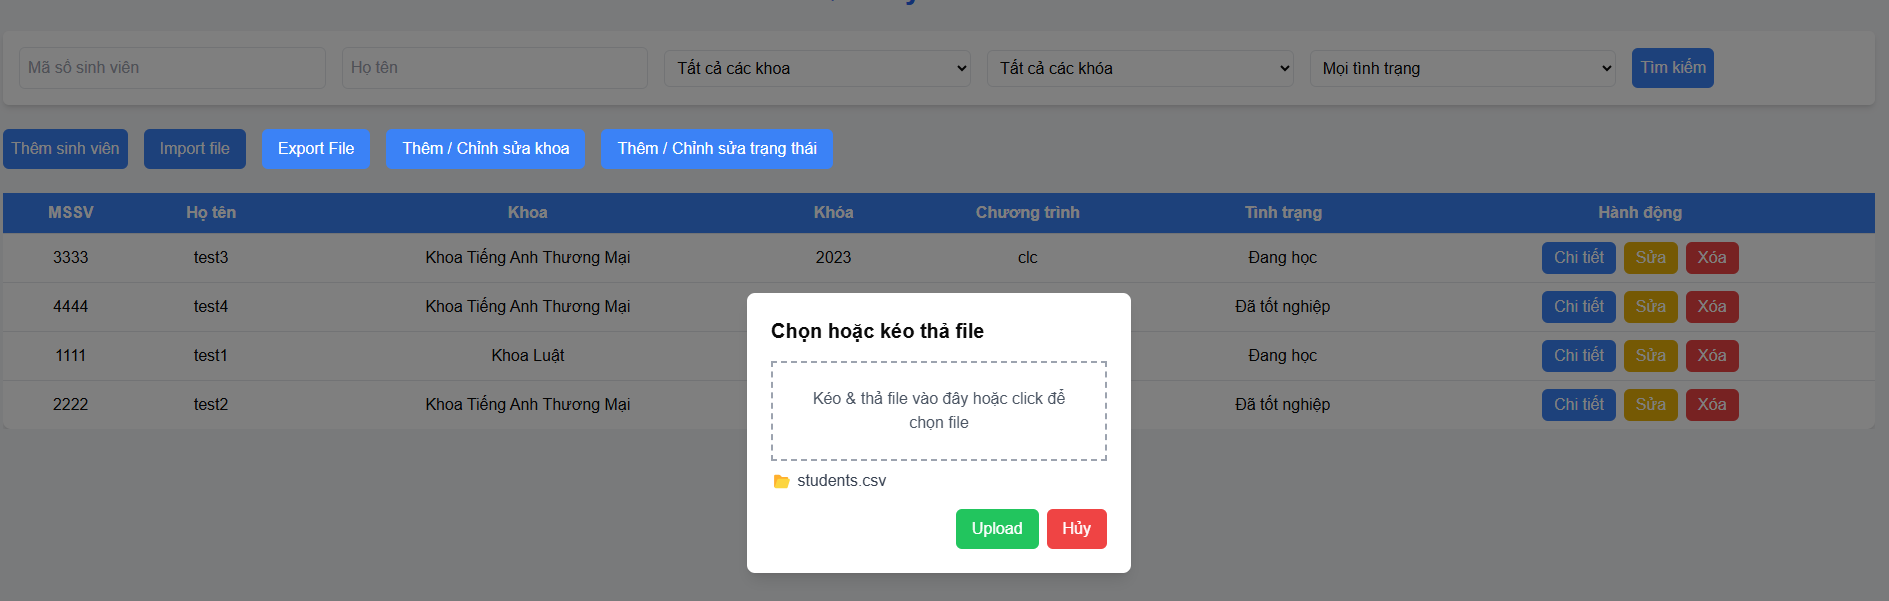 Mã số sinh viên Họ tên Tất cả các khoa Tất cả các khóa Mọi tình trạng Tìm kiếm
Thêm sinh viên Import file Export File Thêm / Chỉnh sửa khoa Thêm / Chỉnh sửa trạng thái
MSSV Họ tên Khoa Khóa Chương trình Tình trạng Hành động
3333 test3 Khoa Tiếng Anh Thương Mại 2023 clc Đang học Chi tiết Sửa Xóa
4444 test4 Khoa Tiếng Anh Thương Mại Đã tốt nghiệp Chi tiết Sửa Xóa
1111 test1 Khoa Luật Đang học Chi tiết Sửa Xóa
2222 test2 Khoa Tiếng Anh Thương Mại Đã tốt nghiệp Chi tiết Sửa Xóa
Chọn hoặc kéo thả file
Kéo & thả file vào đây hoặc click để
chọn file
students.csv
Upload Hủy